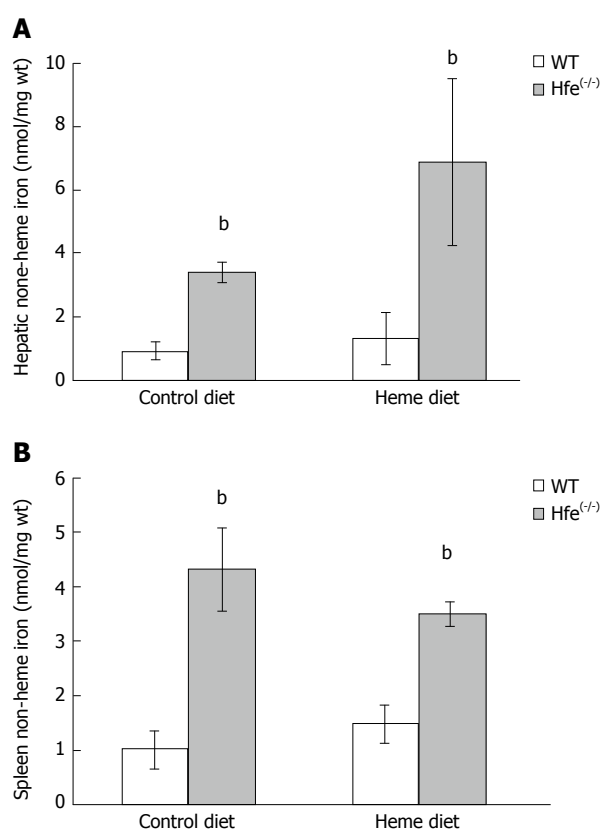 A
Hepatic none-heme iron (nmol/mg wt)
10
8
6
4
2
0
b
b
Control diet
Heme diet
WT
Hfe(-/-)
B
Spleen non-heme iron (nmol/mg wt)
6
5
4
3
2
1
0
b
b
Control diet
Heme diet
WT
Hfe(-/-)